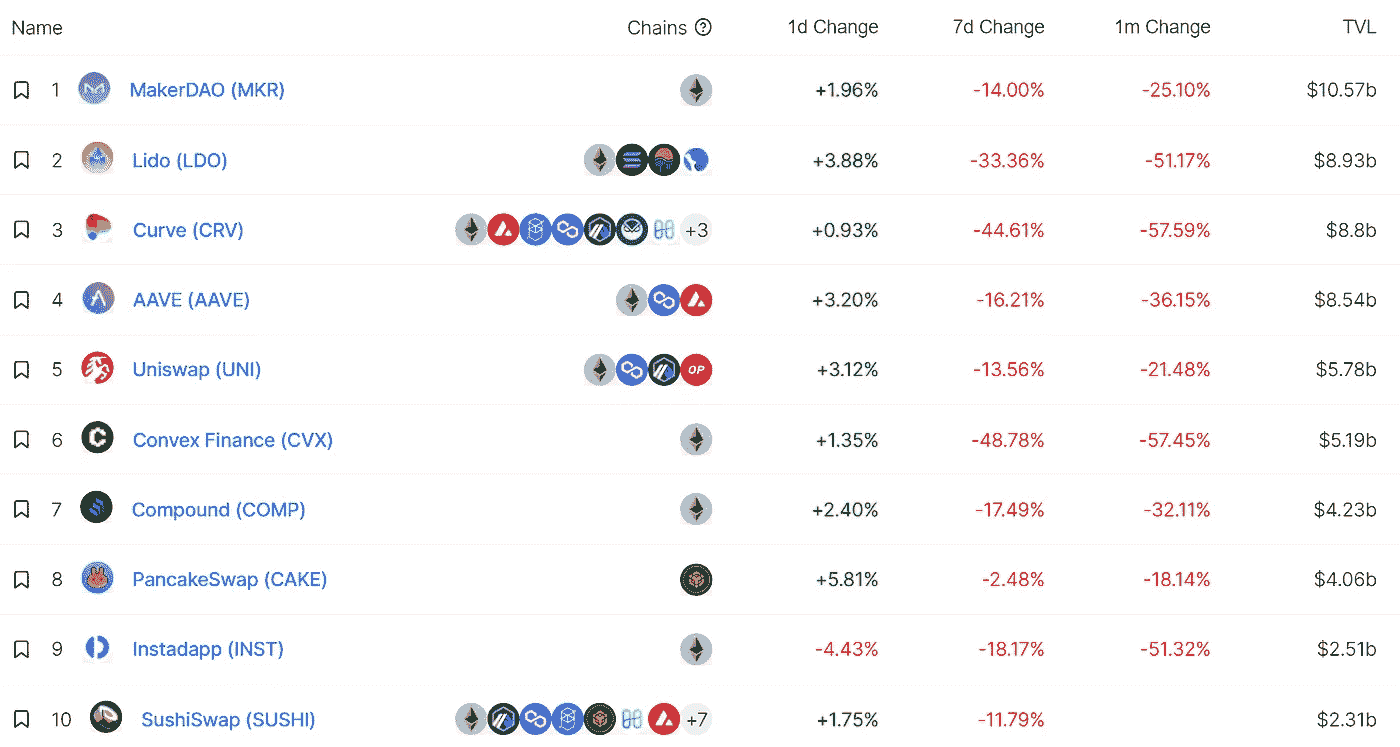 Name Chains ? 1d Change 7d Change 1m Change TVL
1 MakerDAO (MKR) +1.96% -14.00% -25.10% $10.57b
2 Lido (LDO) +3.88% -33.36% -51.17% $8.93b
3 Curve (CRV) +3 +0.93% -44.61% -57.59% $8.8b
4 AAVE (AAVE) +3.20% -16.21% -36.15% $8.54b
5 Uniswap (UNI) OP +3.12% -13.56% -21.48% $5.78b
6 Convex Finance (CVX) +1.35% -48.78% -57.45% $5.19b
7 Compound (COMP) +2.40% -17.49% -32.11% $4.23b
8 PancakeSwap (CAKE) +5.81% -2.48% -18.14% $4.06b
9 Instadapp (INST) -4.43% -18.17% -51.32% $2.51b
10 SushiSwap (SUSHI) +7 +1.75% -11.79% $2.31b